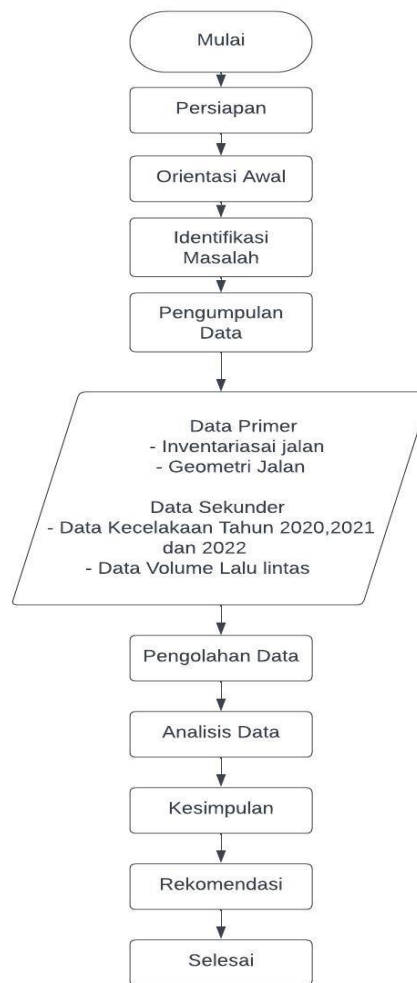 Mulai
Persiapan
Orientasi Awal
Identifikasi
Masalah
Pengumpulan
Data
Data Primer
- Inventariasai jalan
- Geometri Jalan
Data Sekunder
- Data Kecelakaan Tahun 2020,2021
dan 2022
- Data Volume Lalu lintas
Pengolahan Data
Analisis Data
Kesimpulan
Rekomendasi
Selesai